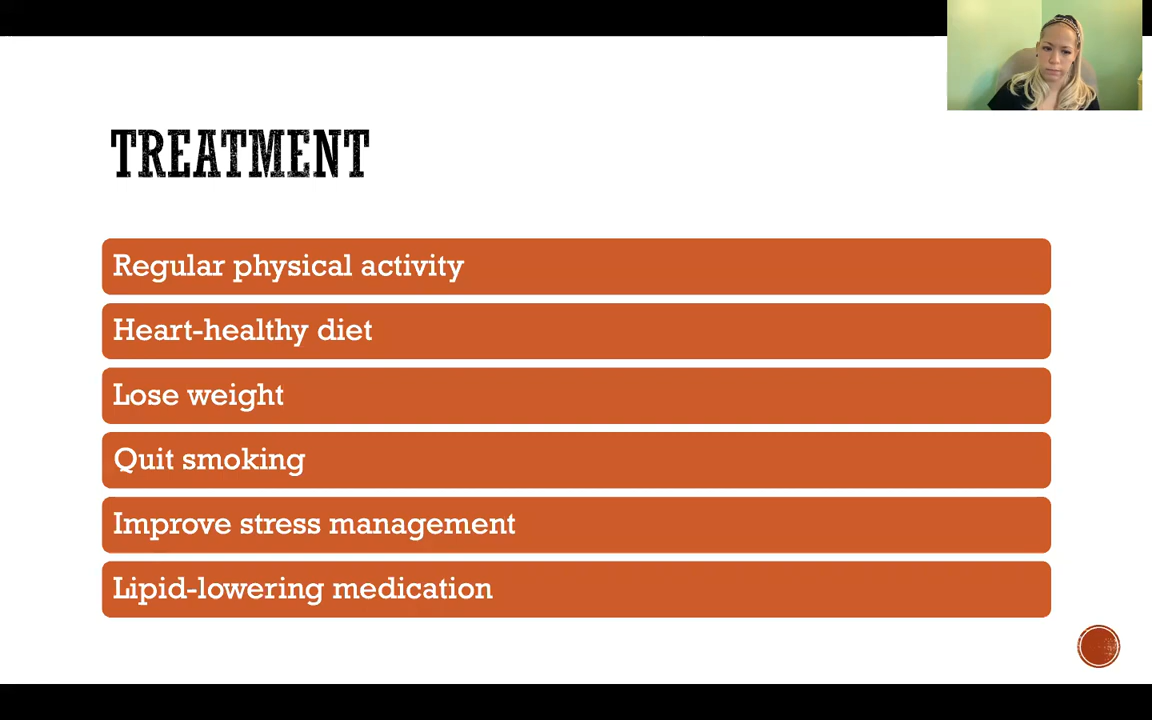 TREATMENT
Regular physical activity
Heart-healthy diet
Lose weight
Quit smoking
Improve stress management
Lipid-lowering medication